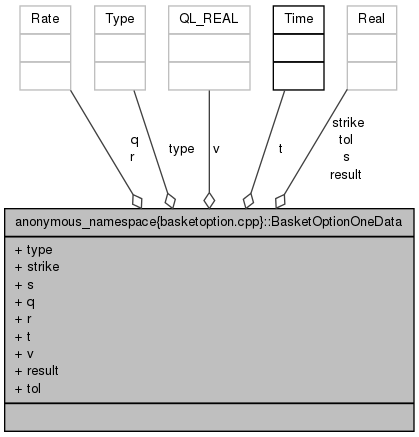 Rate
Type
QL_REAL
Time
Real
q
r
type
v
t
strike
tol
s
result
anonymous_namespace{basketoption.cpp}::BasketOptionOneData
+ type
+ strike
+ s
+ q
+ r
+ t
+ v
+ result
+ tol